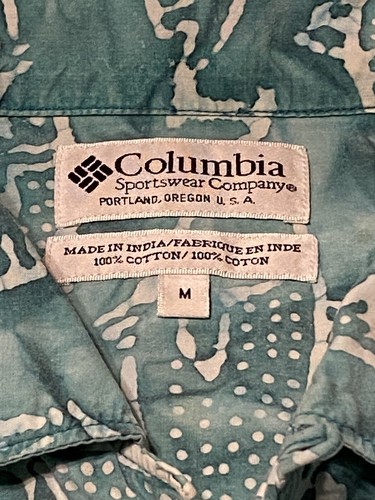 Columbia
Sportswear Company®
PORTLAND, OREGON U. S. A.
MADE IN INDIA/FABRIQUE EN INDE
100% COTTON/ 100% COTON
M